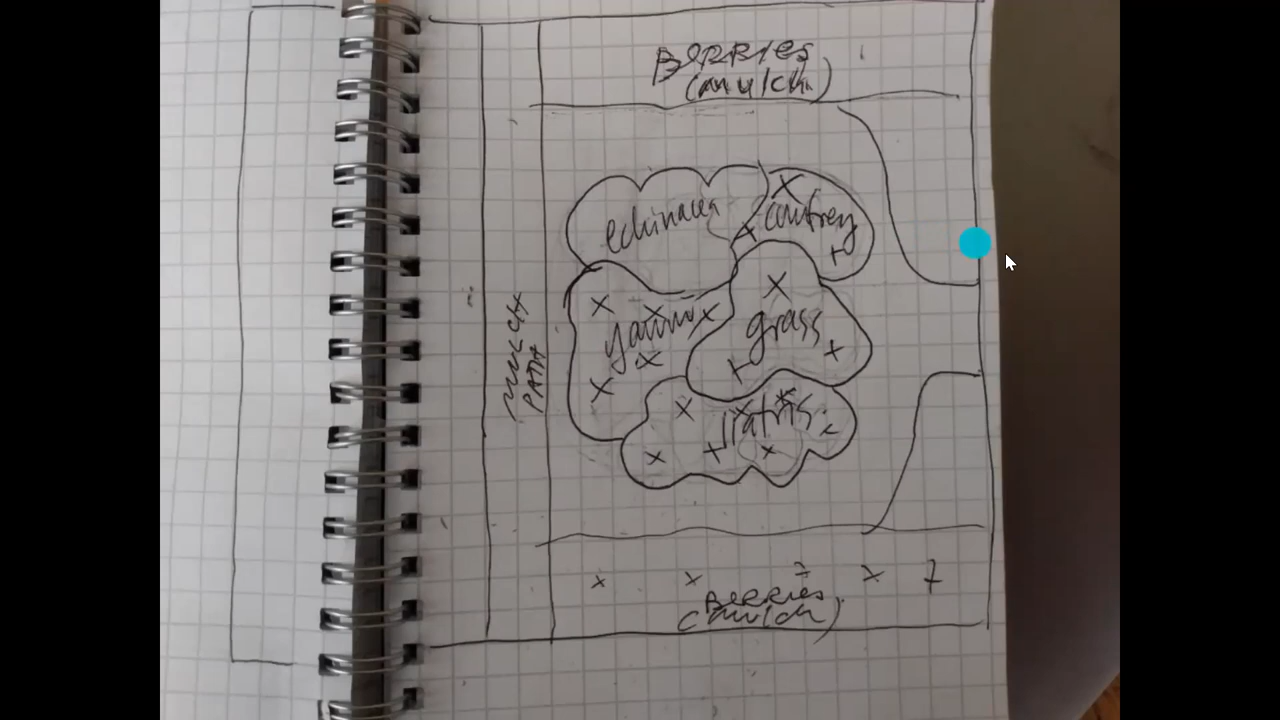 BERRIES
(mulch)
echinacea
comfrey
yarrow
grass
MULCH
PATH
liatris
BERRIES
(mulch)